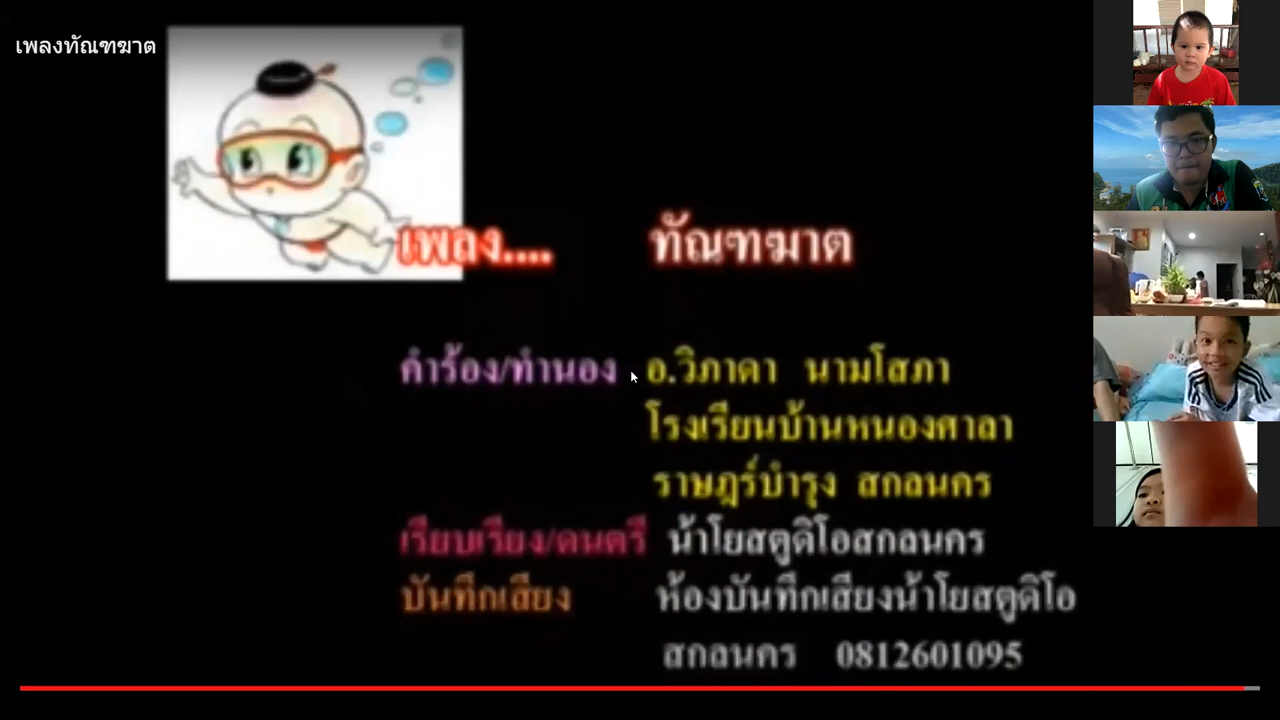 เพลงทัณฑฆาต
เพลง.... ทัณฑฆาต
คำร้อง/ทำนอง อ.วิภาดา นามโสภา
โรงเรียนบ้านหนองศาลา
ราษฎร์บำรุง สกลนคร
เรียบเรียง/ดนตรี น้าโยสตูดิโอสกลนคร
บันทึกเสียง ห้องบันทึกเสียงน้าโยสตูดิโอ
สกลนคร 0812601095